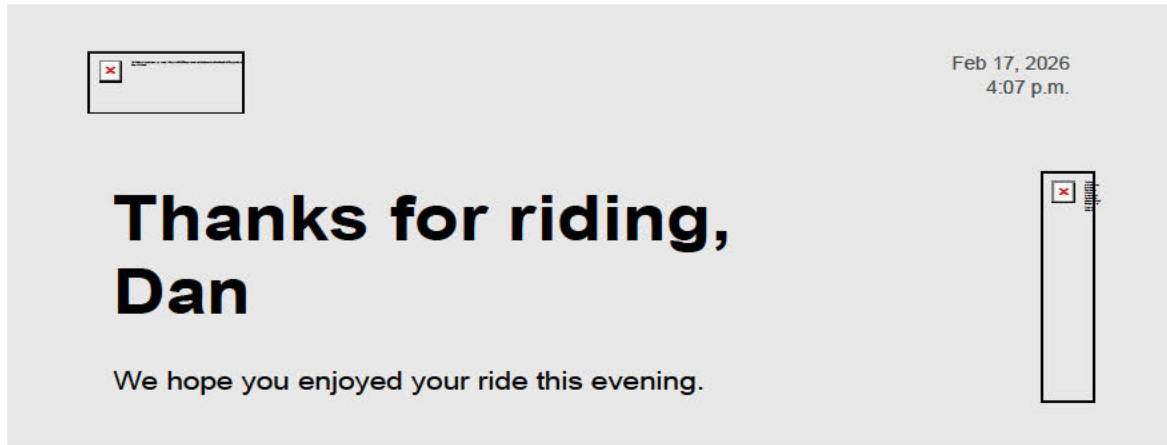 Feb 17, 2026
4:07 p.m.
Thanks for riding,
Dan
We hope you enjoyed your ride this evening.